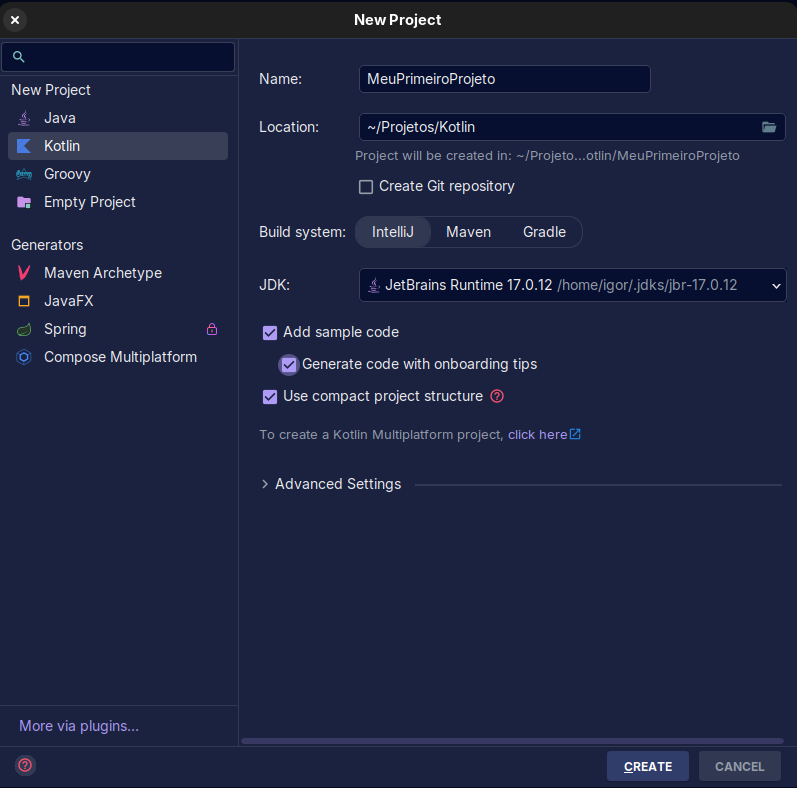 New Project
New Project
Java
Kotlin
Groovy
Empty Project
Generators
Maven Archetype
JavaFX
Spring
Compose Multiplatform
More via plugins...
Name: MeuPrimeiroProjeto
Location: ~/Projetos/Kotlin
Project will be created in: ~/Projeto...otlin/MeuPrimeiroProjeto
Create Git repository
Build system: IntelliJ Maven Gradle
JDK: JetBrains Runtime 17.0.12 /home/igor/.jdks/jbr-17.0.12
Add sample code
Generate code with onboarding tips
Use compact project structure ?
To create a Kotlin Multiplatform project, click here
Advanced Settings
? CREATE CANCEL